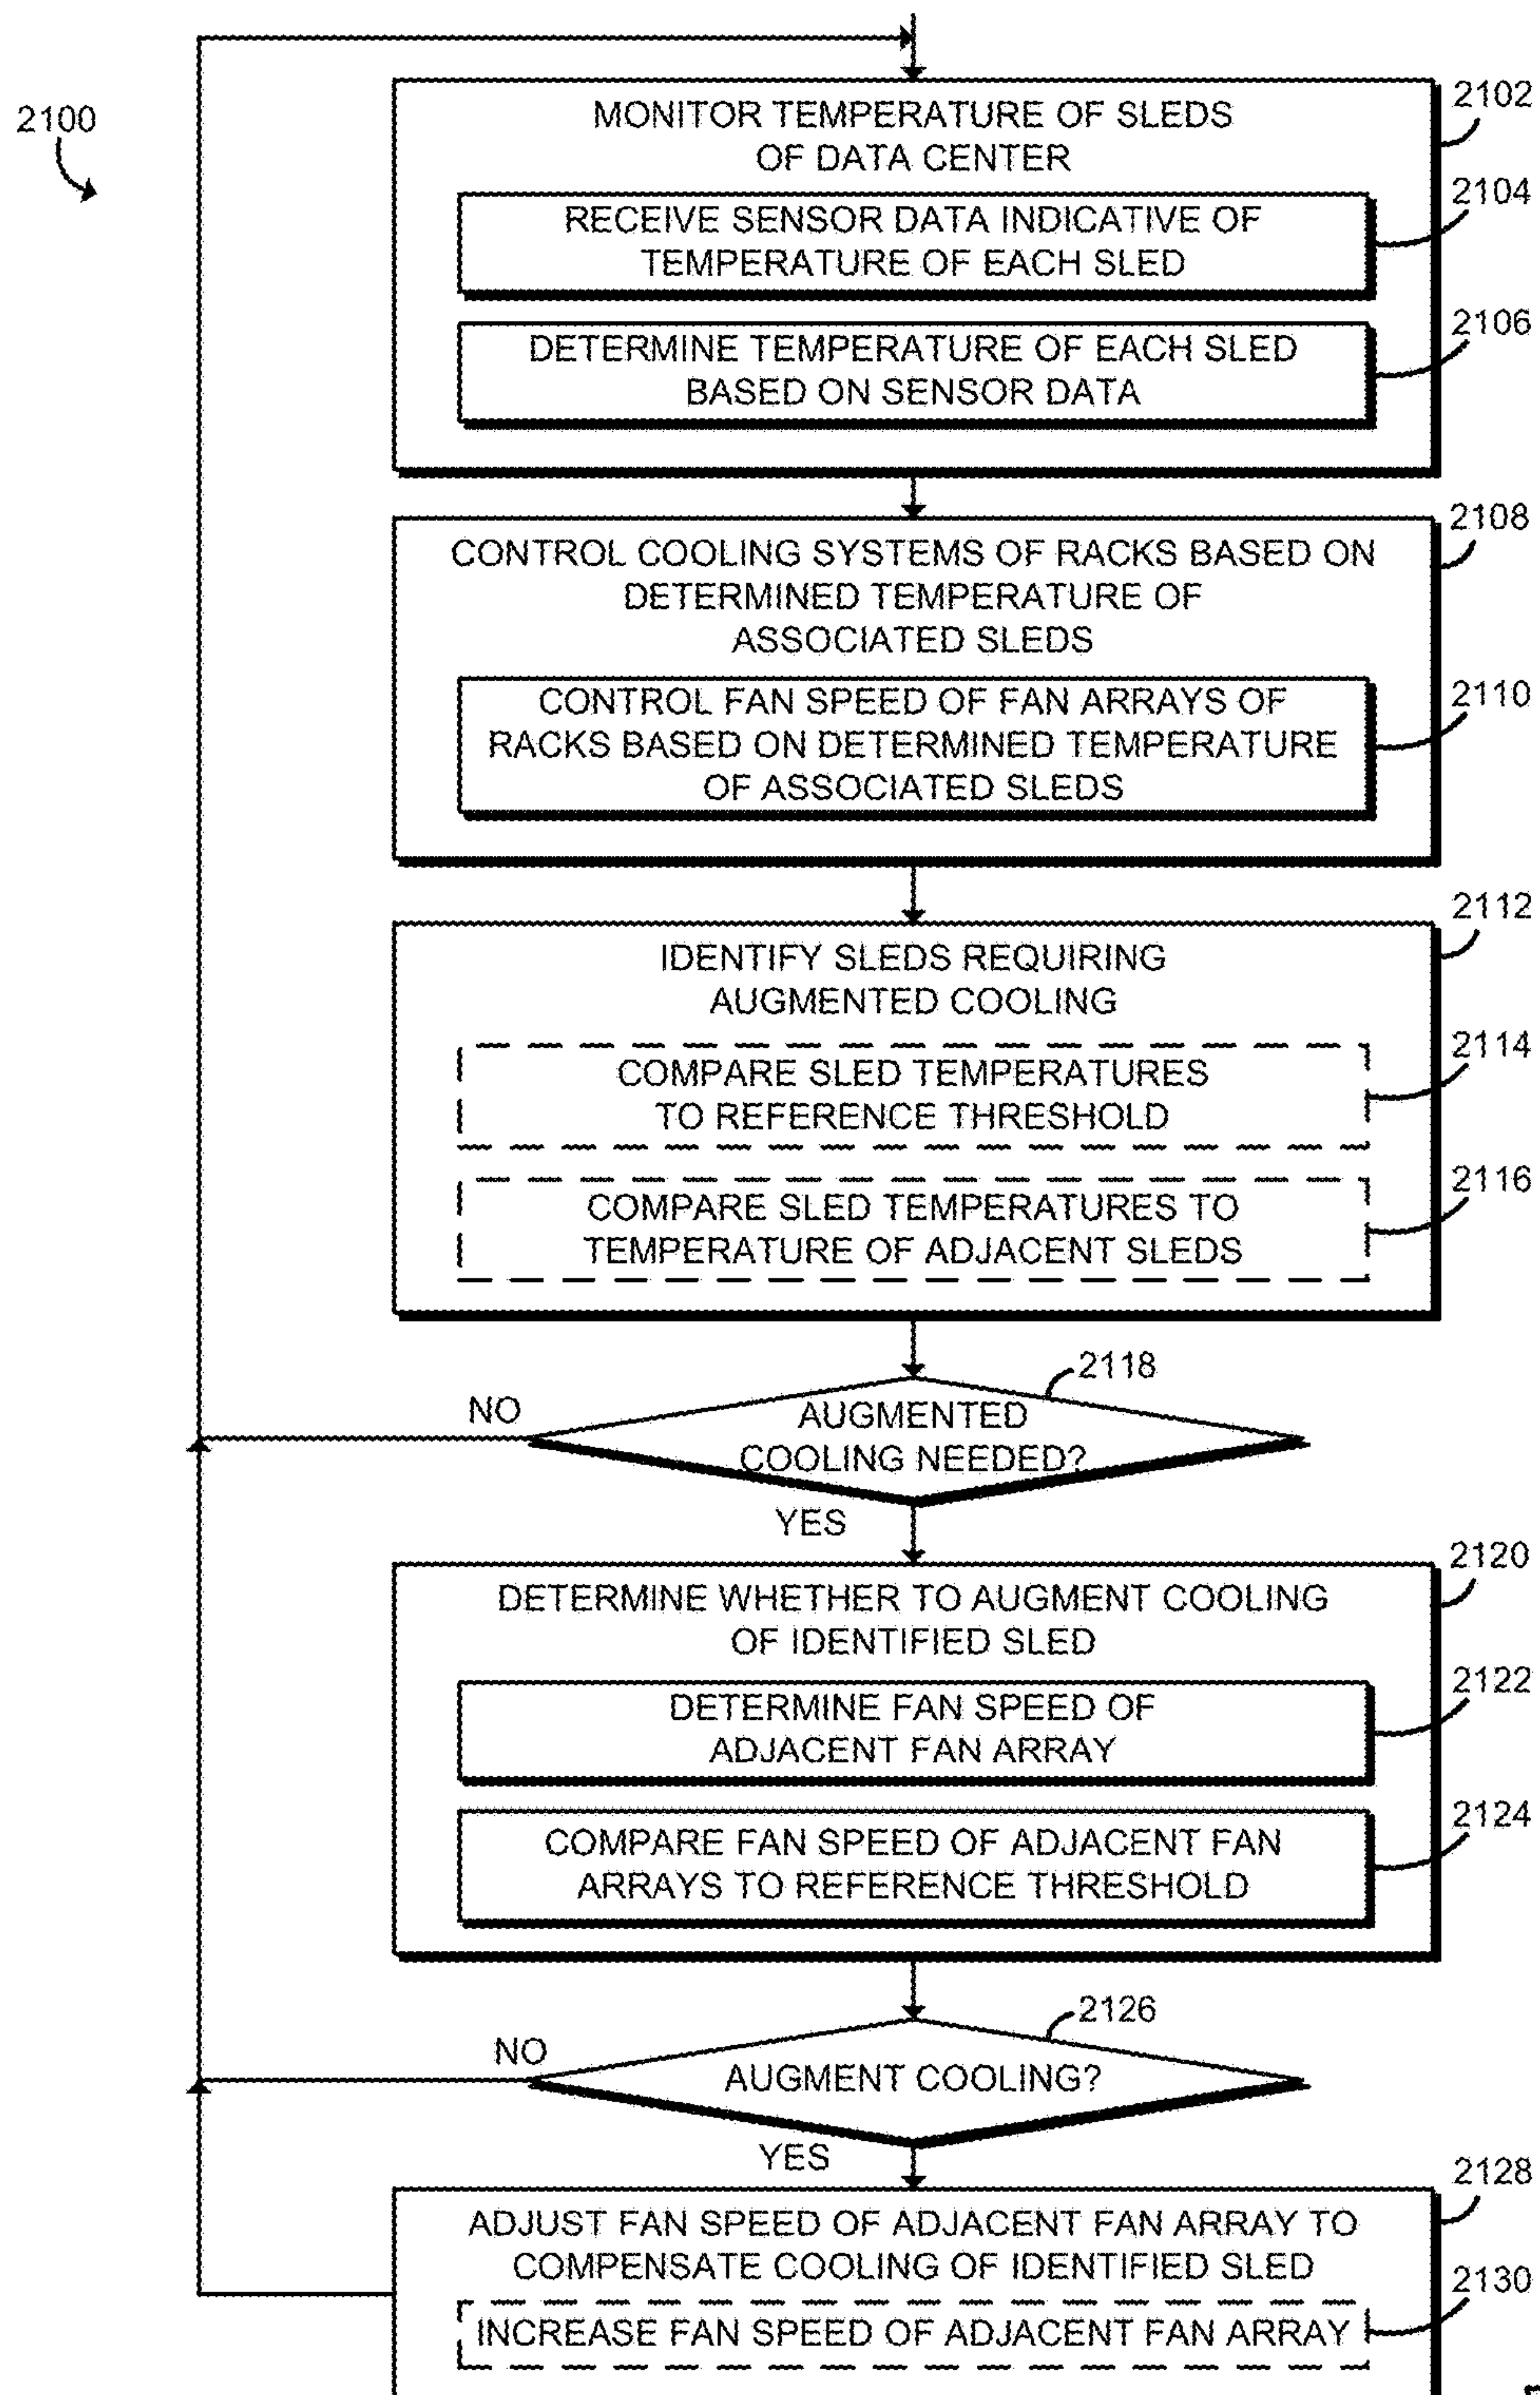 2100
2102
MONITOR TEMPERATURE OF SLEDS
OF DATA CENTER
2104
RECEIVE SENSOR DATA INDICATIVE OF
TEMPERATURE OF EACH SLED
2106
DETERMINE TEMPERATURE OF EACH SLED
BASED ON SENSOR DATA
2108
CONTROL COOLING SYSTEMS OF RACKS BASED ON
DETERMINED TEMPERATURE OF
ASSOCIATED SLEDS
2110
CONTROL FAN SPEED OF FAN ARRAYS OF
RACKS BASED ON DETERMINED TEMPERATURE
OF ASSOCIATED SLEDS
2112
IDENTIFY SLEDS REQUIRING
AUGMENTED COOLING
2114
COMPARE SLED TEMPERATURES
TO REFERENCE THRESHOLD
2116
COMPARE SLED TEMPERATURES TO
TEMPERATURE OF ADJACENT SLEDS
2118
NO
AUGMENTED
COOLING NEEDED?
YES
2120
DETERMINE WHETHER TO AUGMENT COOLING
OF IDENTIFIED SLED
2122
DETERMINE FAN SPEED OF
ADJACENT FAN ARRAY
2124
COMPARE FAN SPEED OF ADJACENT FAN
ARRAYS TO REFERENCE THRESHOLD
2126
NO
AUGMENT COOLING?
YES
2128
ADJUST FAN SPEED OF ADJACENT FAN ARRAY TO
COMPENSATE COOLING OF IDENTIFIED SLED
2130
INCREASE FAN SPEED OF ADJACENT FAN ARRAY